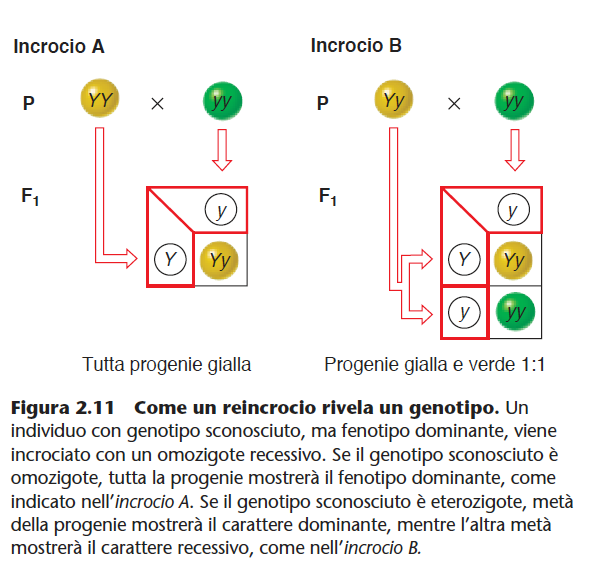 Incrocio A
Incrocio B
P YY × yy
P Yy × yy
F1
F1
y
y
Y Yy
Y Yy
y yy
Tutta progenie gialla
Progenie gialla e verde 1:1
Figura 2.11 Come un reincrocio rivela un genotipo. Un
individuo con genotipo sconosciuto, ma fenotipo dominante, viene
incrociato con un omozigote recessivo. Se il genotipo sconosciuto è
omozigote, tutta la progenie mostrerà il fenotipo dominante, come
indicato nell’incrocio A. Se il genotipo sconosciuto è eterozigote, metà
della progenie mostrerà il carattere dominante, mentre l’altra metà
mostrerà il carattere recessivo, come nell’incrocio B.